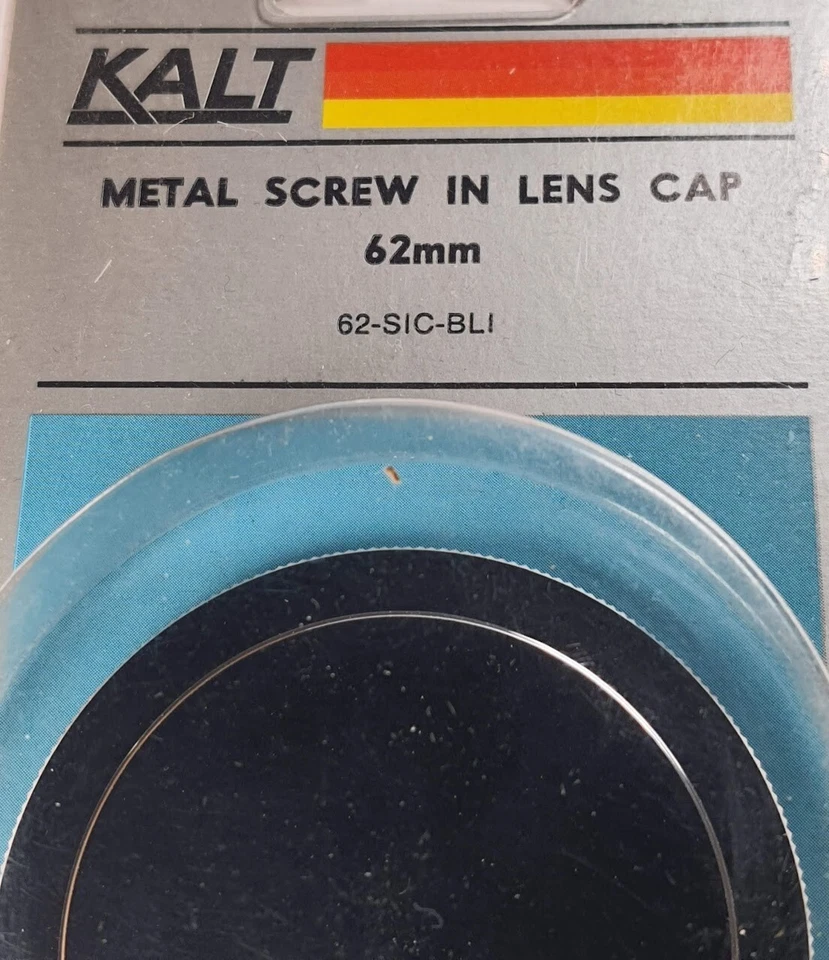 KALT
METAL SCREW IN LENS CAP
62mm
62-SIC-BLI